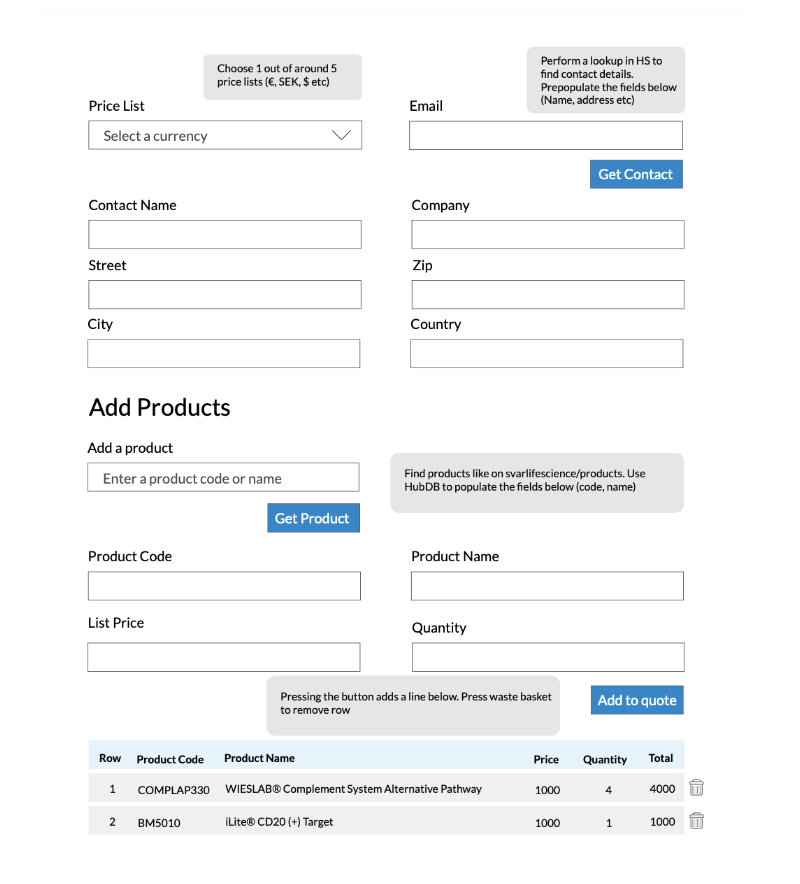 Choose 1 out of around 5
price lists (€, SEK, $ etc)
Perform a lookup in HS to
find contact details.
Prepopulate the fields below
(Name, address etc)
Price List
Email
Select a currency
Get Contact
Contact Name
Company
Street
Zip
City
Country
Add Products
Add a product
Enter a product code or name
Find products like on svarlifescience/products. Use
HubDB to populate the fields below (code, name)
Get Product
Product Code
Product Name
List Price
Quantity
Pressing the button adds a line below. Press waste basket
to remove row
Add to quote
Row Product Code Product Name Price Quantity Total
1 COMPLAP330 WIESLAB® Complement System Alternative Pathway 1000 4 4000
2 BM5010 iLite® CD20 (+) Target 1000 1 1000